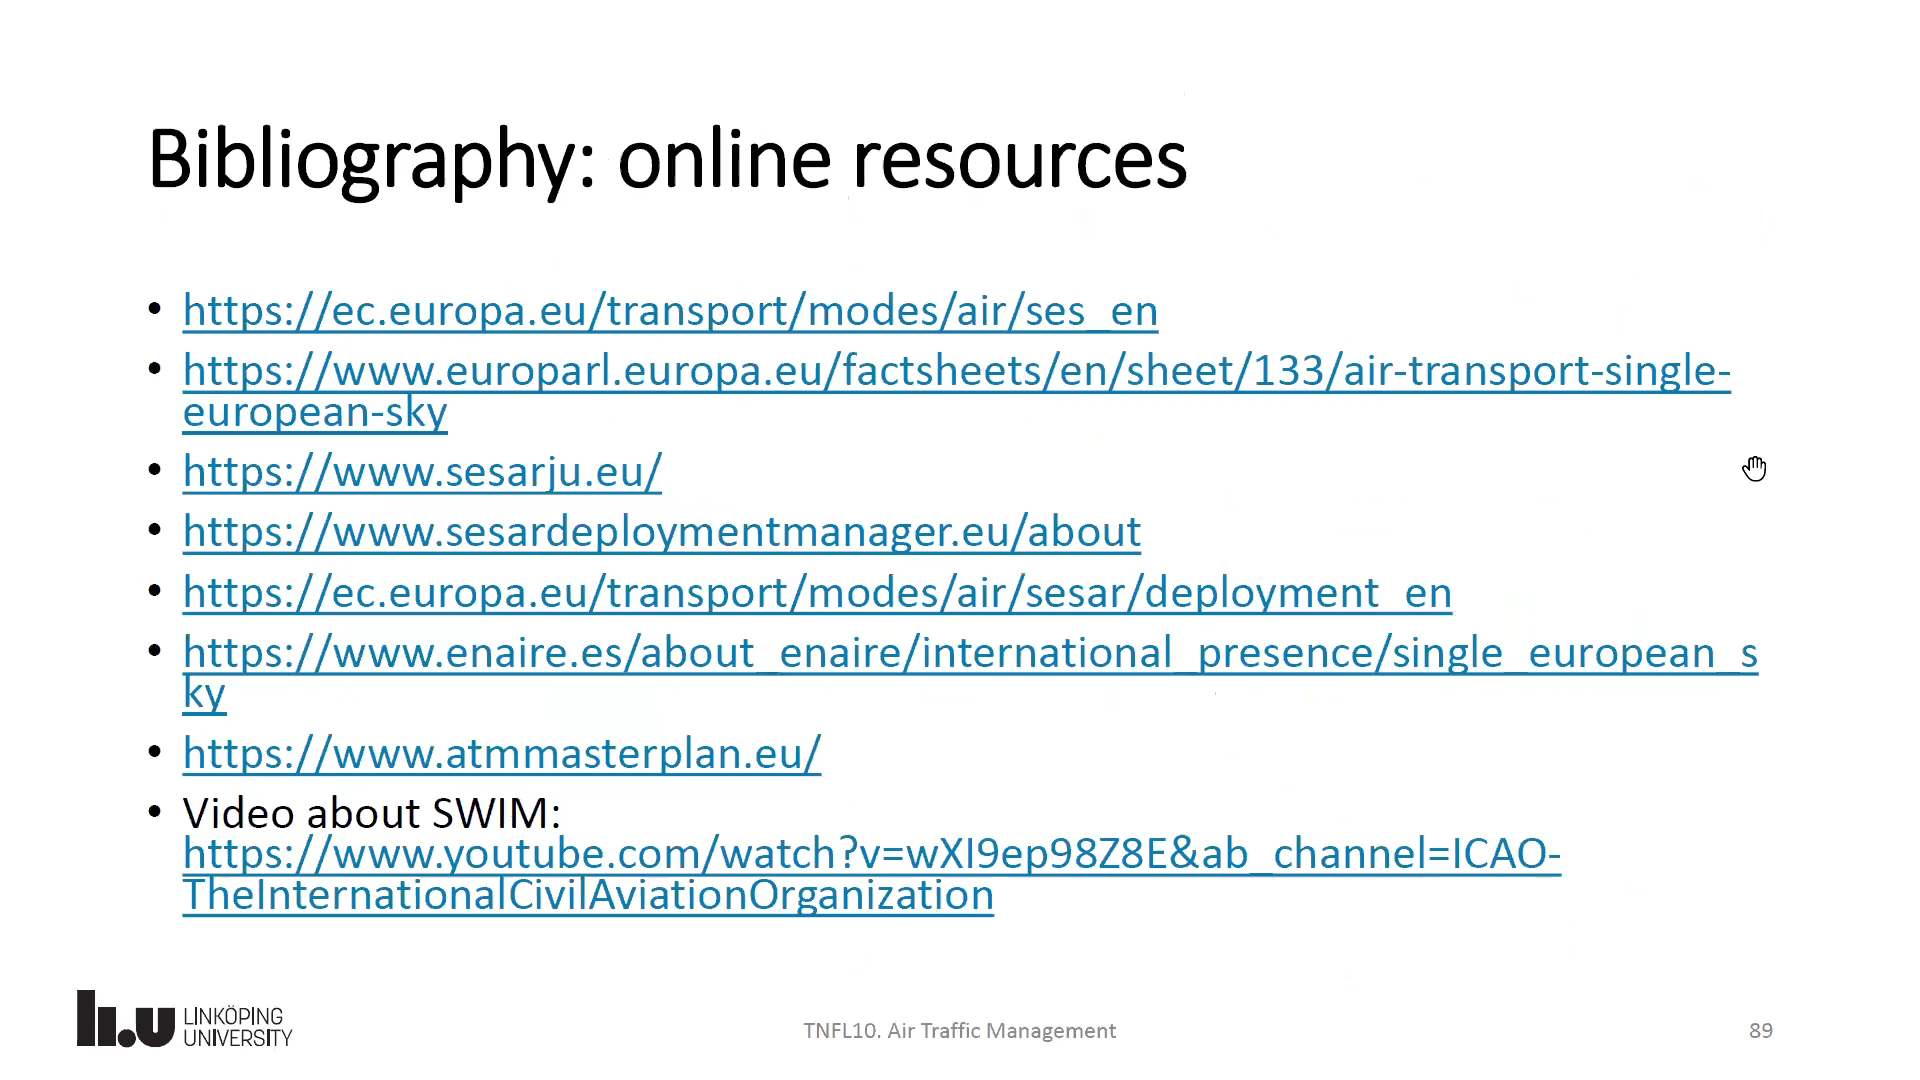 Bibliography: online resources
• https://ec.europa.eu/transport/modes/air/ses_en
• https://www.europarl.europa.eu/factsheets/en/sheet/133/air-transport-single-
european-sky
• https://www.sesarju.eu/
• https://www.sesardeploymentmanager.eu/about
• https://ec.europa.eu/transport/modes/air/sesar/deployment_en
• https://www.enaire.es/about_enaire/international_presence/single_european_s
ky
• https://www.atmmasterplan.eu/
• Video about SWIM:
https://www.youtube.com/watch?v=wXI9ep98Z8E&ab_channel=ICAO-
TheInternationalCivilAviationOrganization
li.u LINKÖPING
UNIVERSITY
TNFL10. Air Traffic Management
89